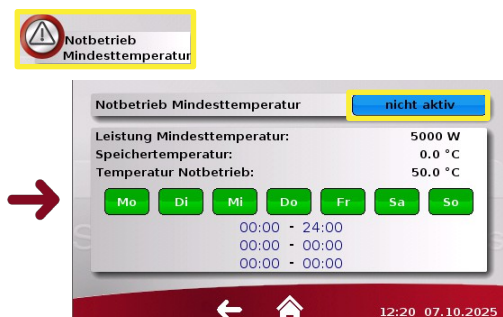 Notbetrieb
Mindesttemperatur
Notbetrieb Mindesttemperatur nicht aktiv
Leistung Mindesttemperatur: 5000 W
Speichertemperatur: 0.0 °C
Temperatur Notbetrieb: 50.0 °C
Mo Di Mi Do Fr Sa So
00:00 - 24:00
00:00 - 00:00
00:00 - 00:00
12:20 07.10.2025